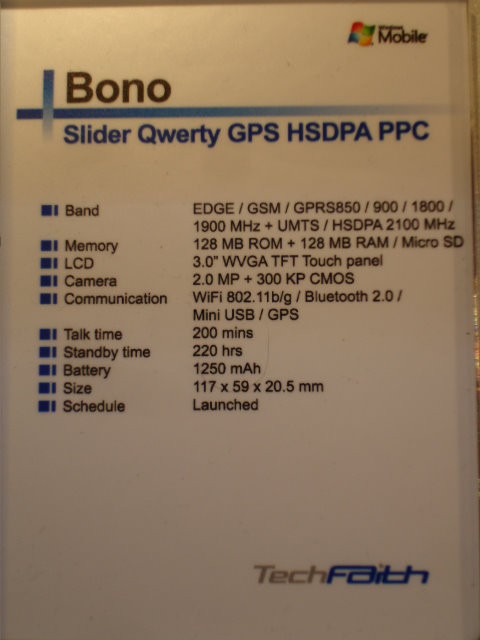 Windows
Mobile
Bono
Slider Qwerty GPS HSDPA PPC
Band EDGE / GSM / GPRS850 / 900 / 1800 /
1900 MHz + UMTS / HSDPA 2100 MHz
Memory 128 MB ROM + 128 MB RAM / Micro SD
LCD 3.0" WVGA TFT Touch panel
Camera 2.0 MP + 300 KP CMOS
Communication WiFi 802.11b/g / Bluetooth 2.0 /
Mini USB / GPS
Talk time 200 mins
Standby time 220 hrs
Battery 1250 mAh
Size 117 x 59 x 20.5 mm
Schedule Launched
TechFaith